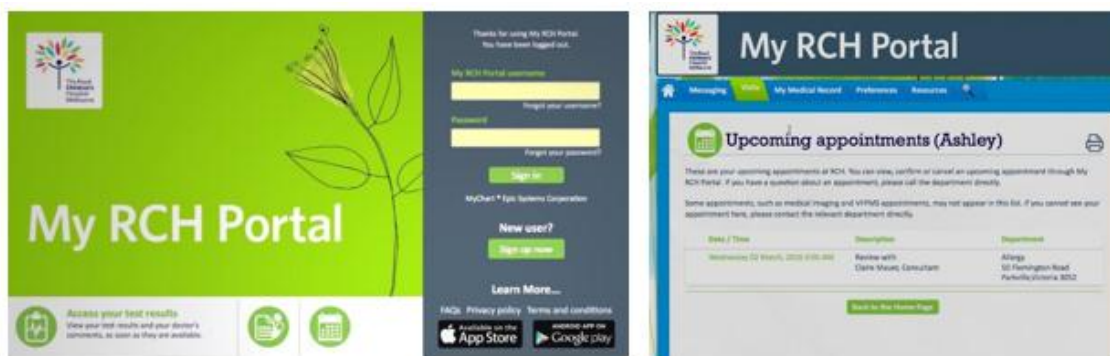 The Royal
Children's
Hospital
Melbourne
My RCH Portal
Access your test results
View your test results and your doctor's
comments, as soon as they are available.
Thanks for using My RCH Portal
You have been logged out.
My RCH Portal username
Forgot your username?
Password
Forgot your password?
Sign in
MyChart ® Epic Systems Corporation
New user?
Sign up now
Learn More...
FAQs Privacy policy Terms and conditions
Available on the
App Store
ANDROID APP ON
Google play
My RCH Portal
Messaging Visits My Medical Record Preferences Resources
Upcoming appointments (Ashley)
These are your upcoming appointments at RCH. You can view, confirm or cancel an upcoming appointment through My
RCH Portal. If you have a question about an appointment, please call the department directly.
Some appointments, such as medical imaging and VFPMS appointments, may not appear in this list. If you cannot see your
appointment here, please contact the relevant department directly.
Date / Time Description Department
Wednesday 02 March, 2016 Review with Allergy
Consultant 50 Flemington Road
Parkville, Victoria 3052
Back to the Home Page